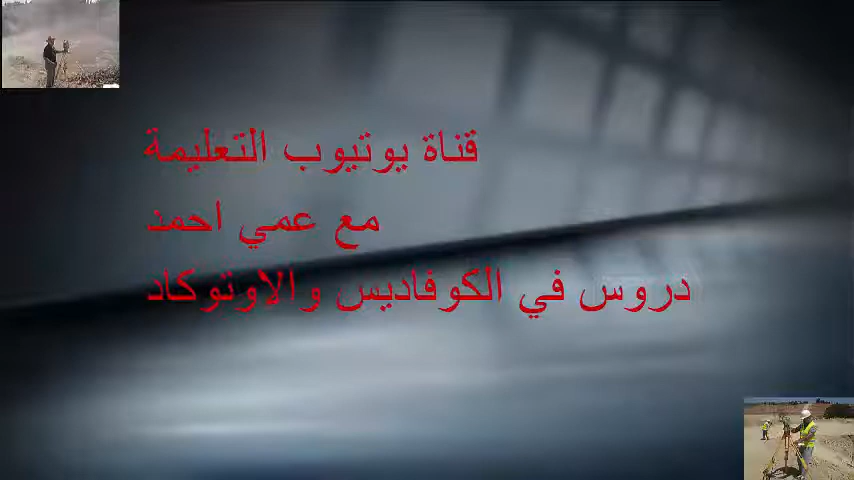 قناة يوتيوب التعليمة
مع عمي احمد
دروس في الكوفاديس والاوتوكاد